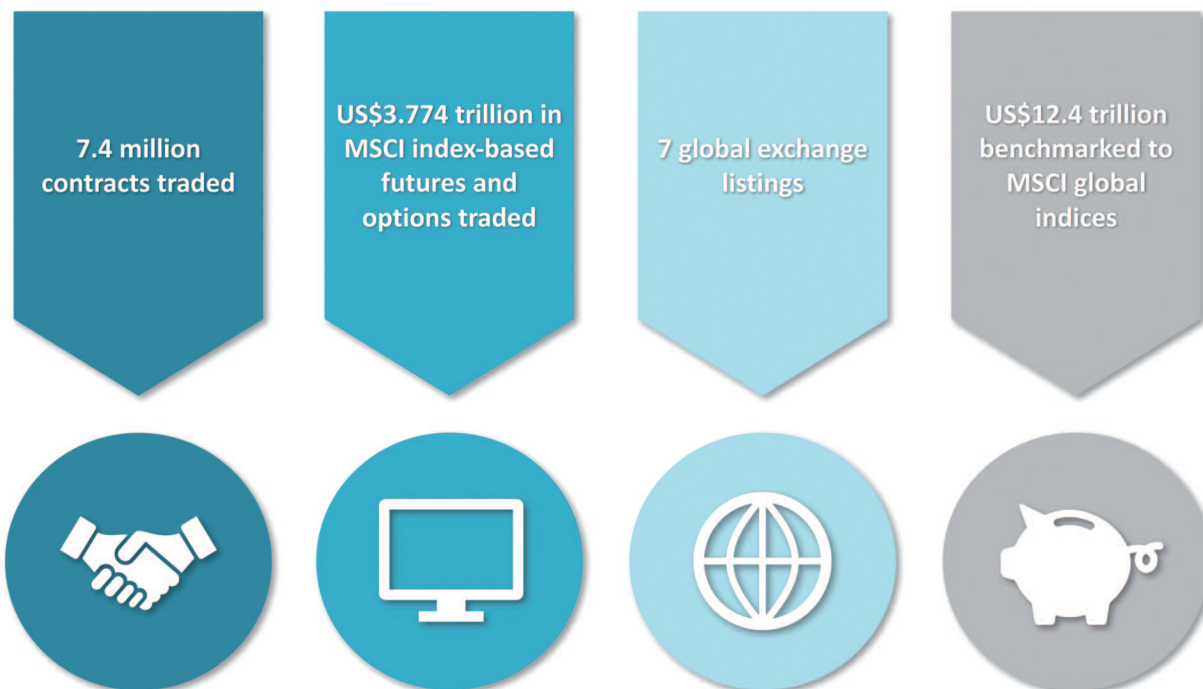 7.4 million
contracts traded
US$3.774 trillion in
MSCI index-based
futures and
options traded
7 global exchange
listings
US$12.4 trillion
benchmarked to
MSCI global
indices